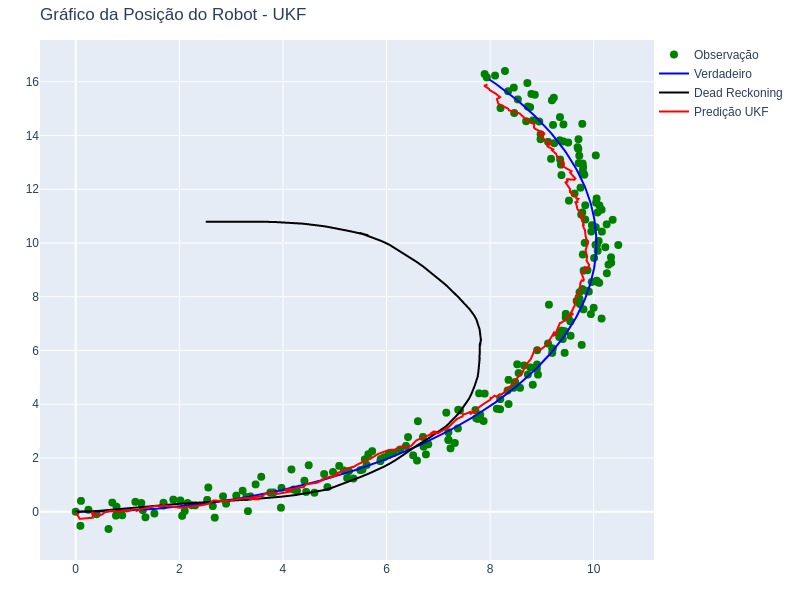 Gráfico da Posição do Robot - UKF
Observação
Verdadeiro
Dead Reckoning
Predição UKF
16
14
12
10
8
6
4
2
0
0 2 4 6 8 10